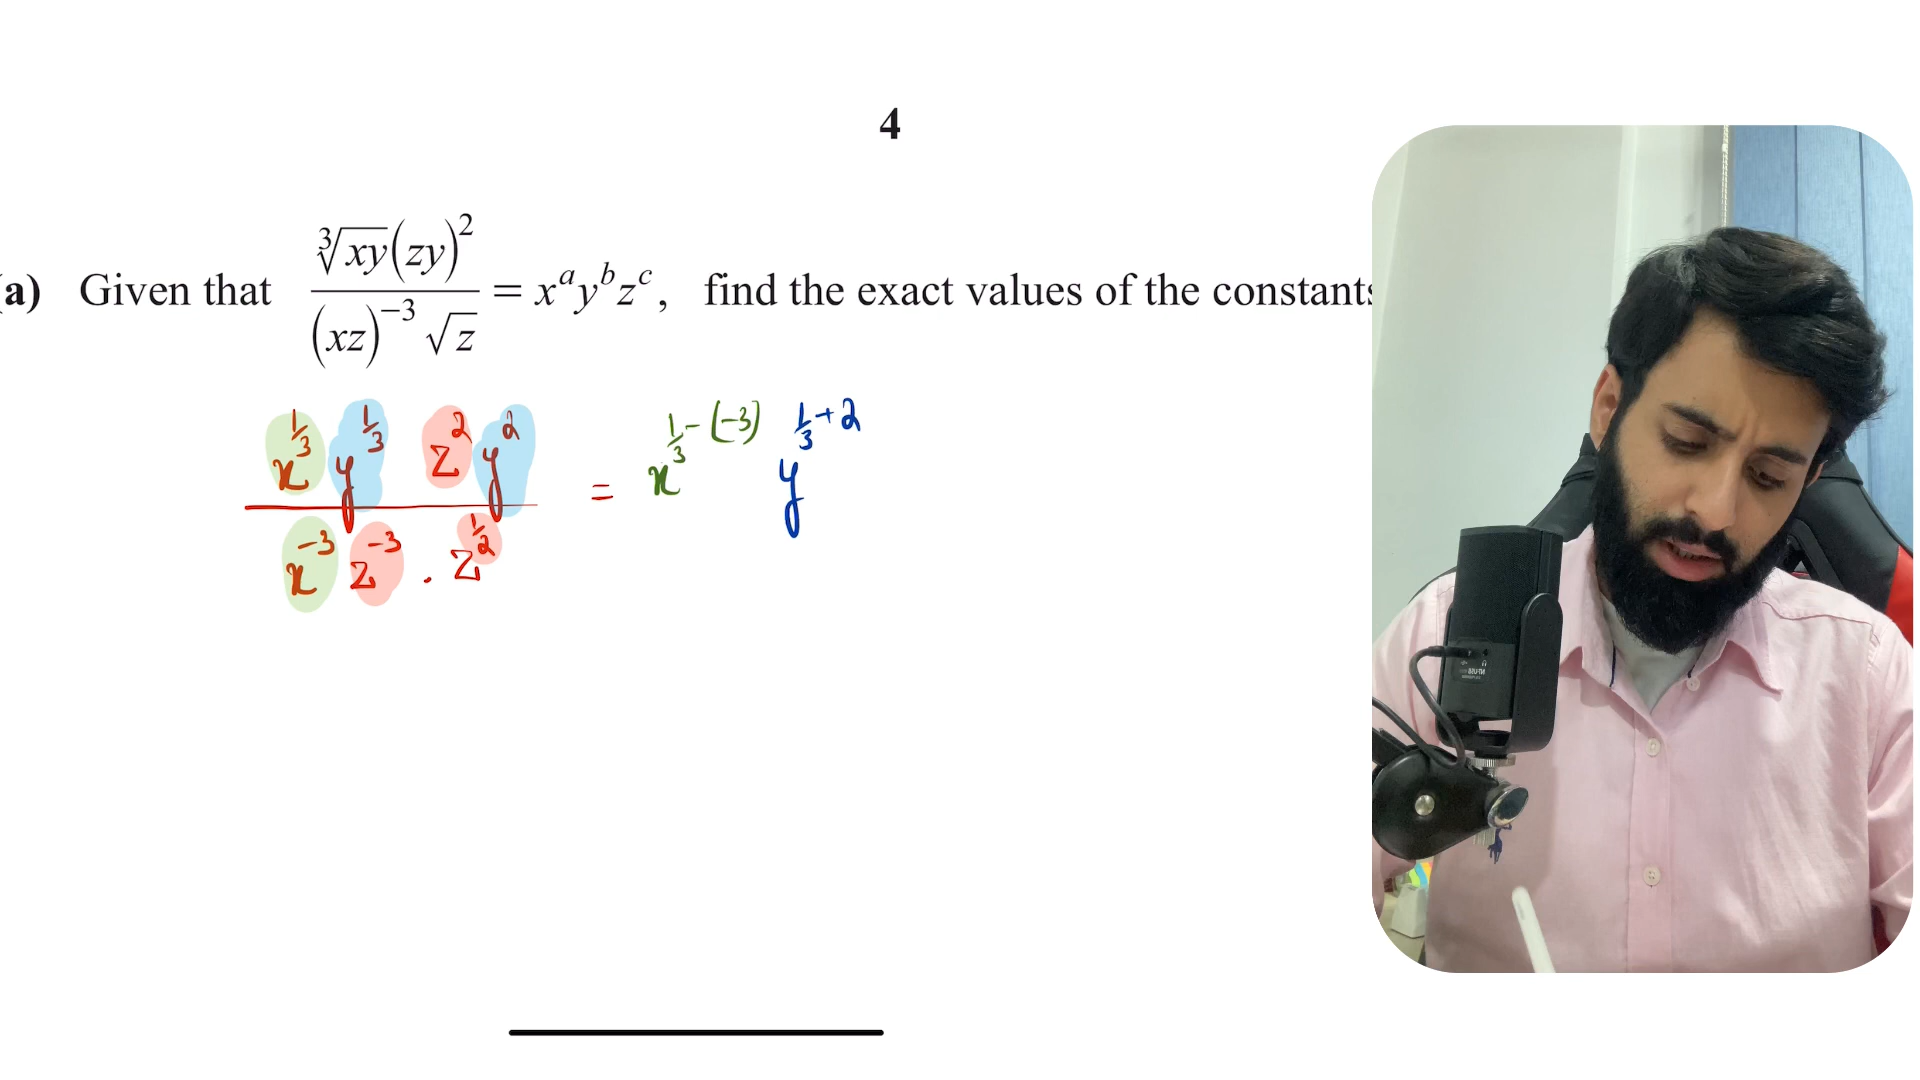 4
(a) Given that ∛xy(zy)² / (xz)⁻³ √z = xᵃyᵇzᶜ, find the exact values of the constants
x^(1/3) y^(1/3) z² y² / x⁻³ z⁻³ . z^(1/2) = x^(1/3 - (-3)) y^(1/3 + 2)